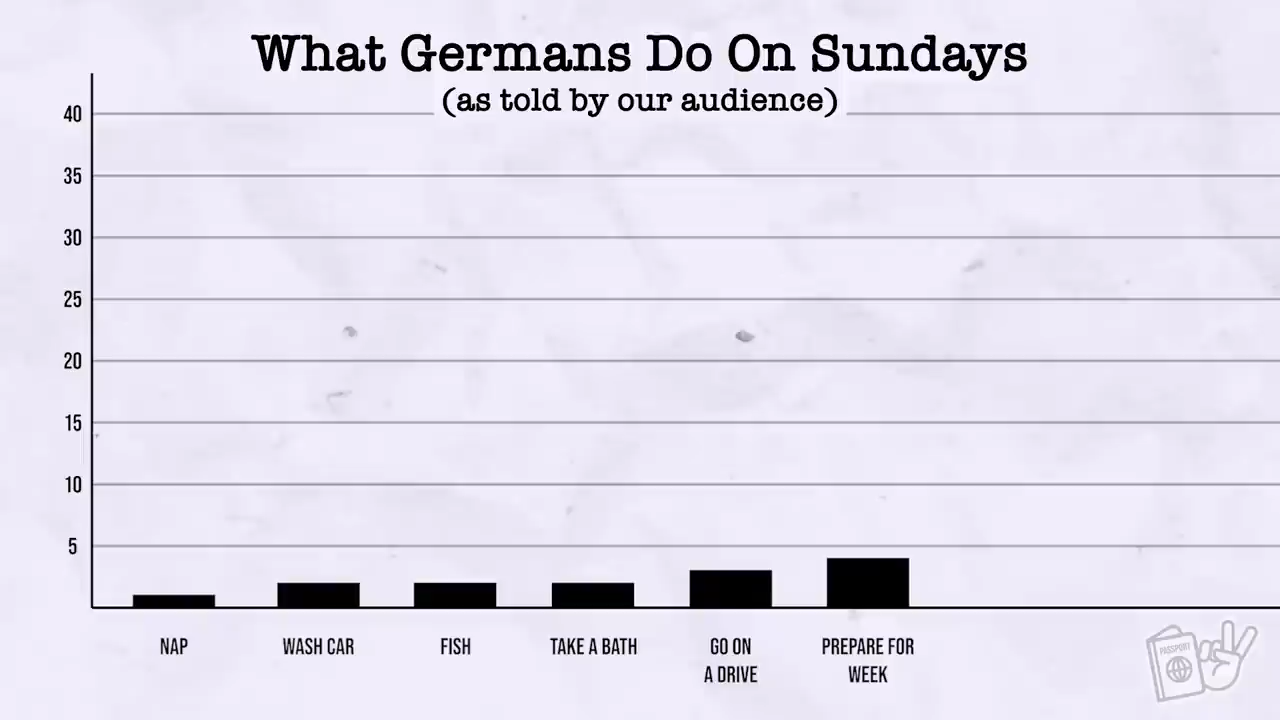 What Germans Do On Sundays
(as told by our audience)
40
35
30
25
20
15
10
5
NAP
WASH CAR
FISH
TAKE A BATH
GO ON
A DRIVE
PREPARE FOR
WEEK
PASSPORT